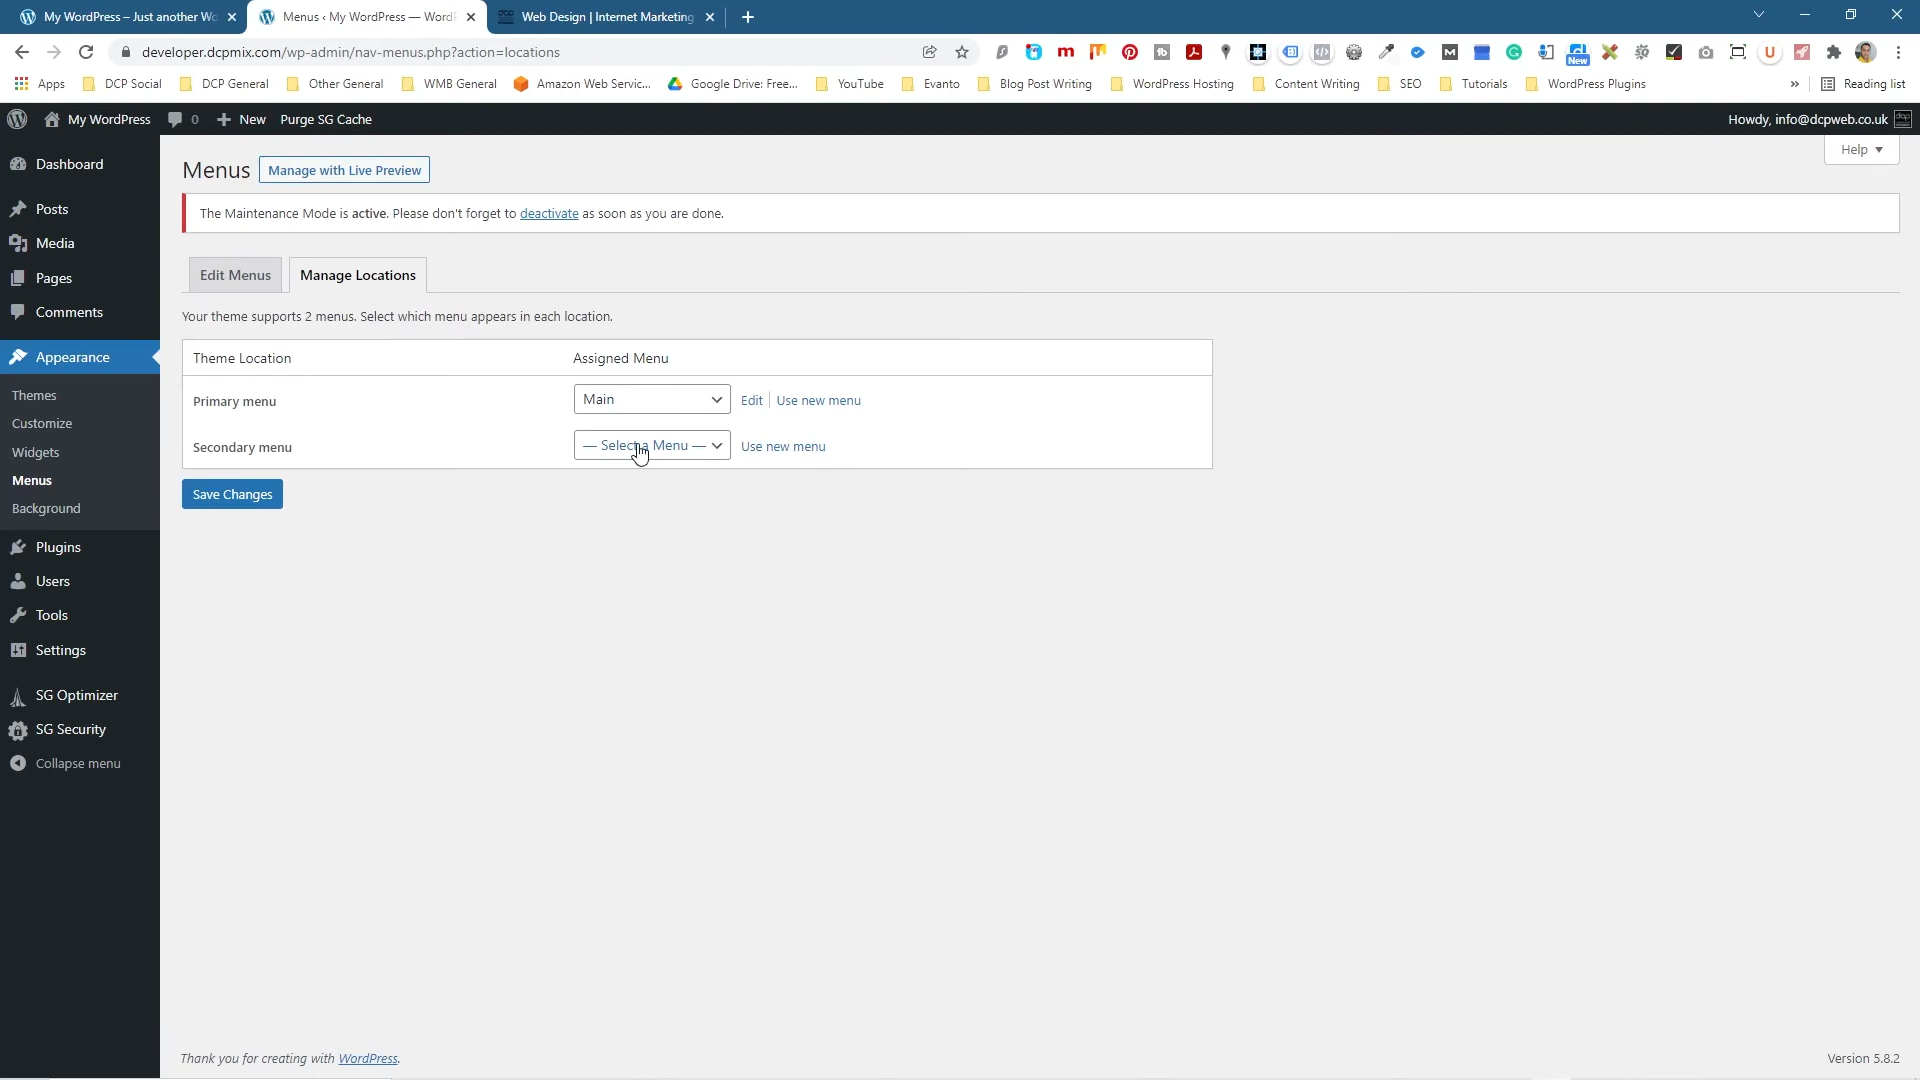 My WordPress – Just another Wo
Menus ‹ My WordPress — WordP
Web Design | Internet Marketing
developer.dcpmix.com/wp-admin/nav-menus.php?action=locations
New
Apps
DCP Social
DCP General
Other General
WMB General
Amazon Web Servic...
Google Drive: Free...
YouTube
Evanto
Blog Post Writing
WordPress Hosting
Content Writing
SEO
Tutorials
WordPress Plugins
»
Reading list
My WordPress
0
New
Purge SG Cache
Howdy, info@dcpweb.co.uk
Dashboard
Posts
Media
Pages
Comments
Appearance
Themes
Customize
Widgets
Menus
Background
Plugins
Users
Tools
Settings
SG Optimizer
SG Security
Collapse menu
Help
Menus
Manage with Live Preview
The Maintenance Mode is active. Please don't forget to deactivate as soon as you are done.
Edit Menus
Manage Locations
Your theme supports 2 menus. Select which menu appears in each location.
Theme Location
Assigned Menu
Primary menu
Main
Edit
Use new menu
Secondary menu
— Select a Menu —
Use new menu
Save Changes
Thank you for creating with WordPress.
Version 5.8.2